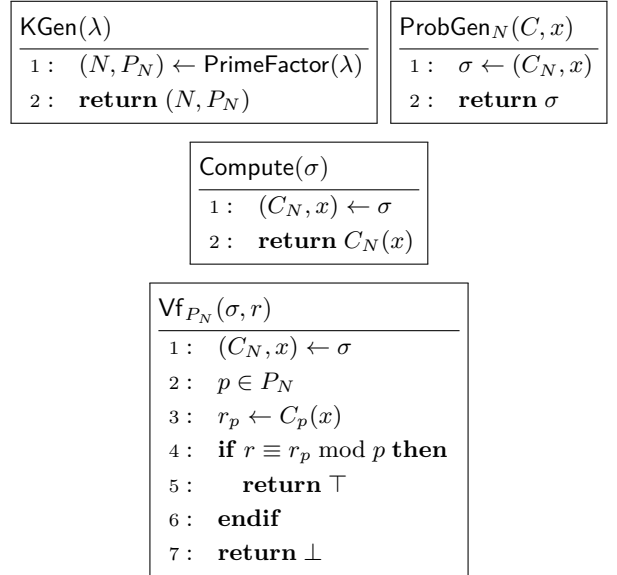 KGen(λ)
1 : (N, P_N) ← PrimeFactor(λ)
2 : return (N, P_N)
ProbGen_N(C, x)
1 : σ ← (C_N, x)
2 : return σ
Compute(σ)
1 : (C_N, x) ← σ
2 : return C_N(x)
Vf_{P_N}(σ, r)
1 : (C_N, x) ← σ
2 : p ∈ P_N
3 : r_p ← C_p(x)
4 : if r ≡ r_p mod p then
5 : return ⊤
6 : endif
7 : return ⊥